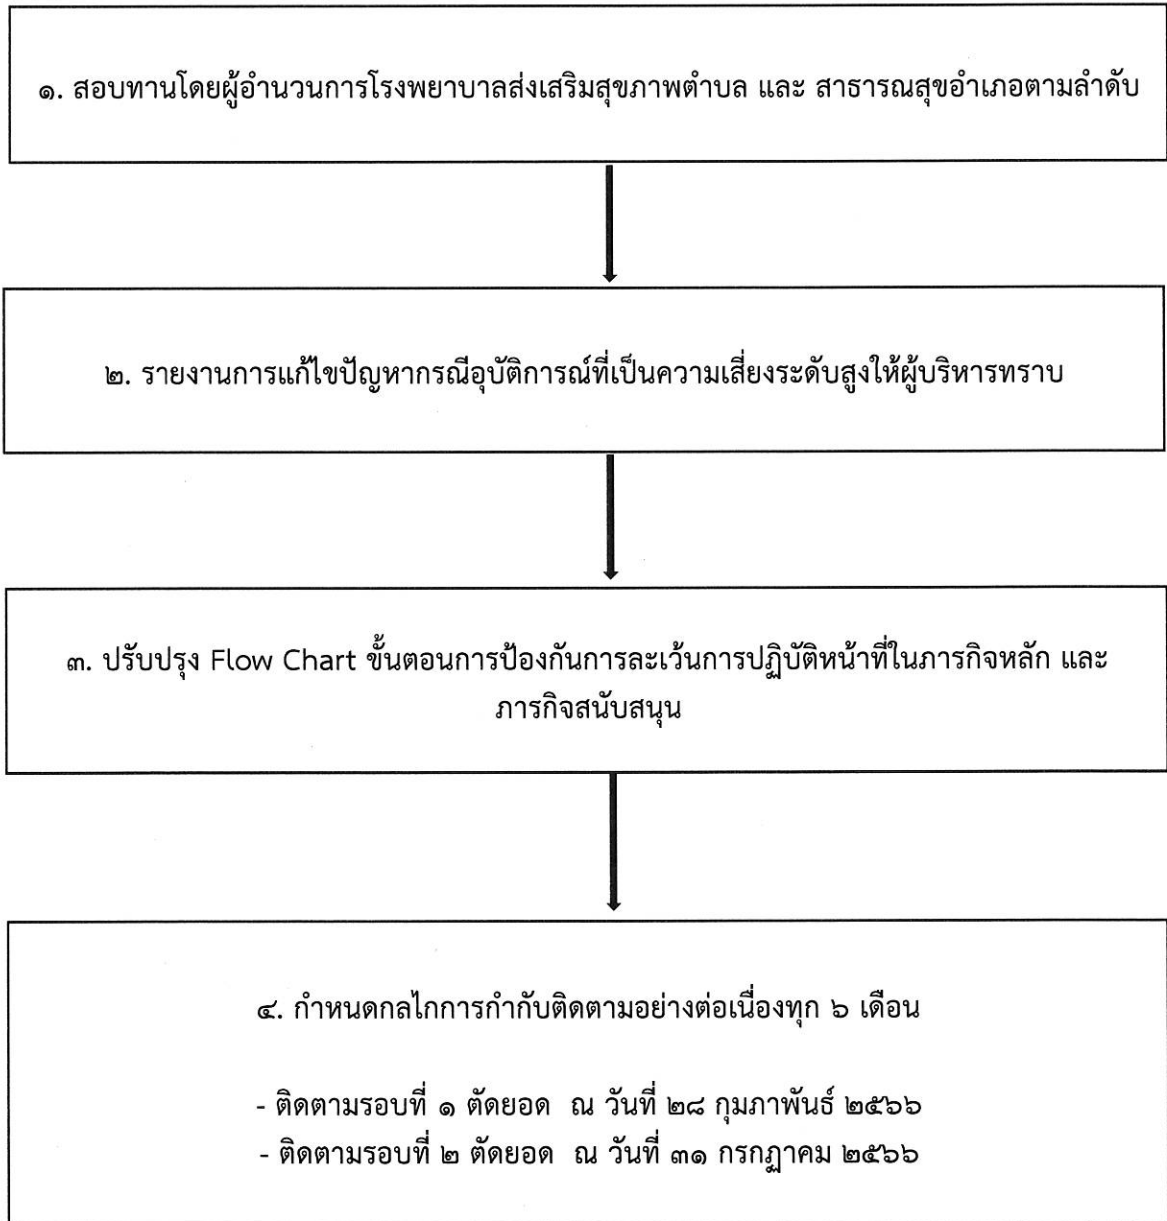 ๑. สอบทานโดยผู้อำนวยการโรงพยาบาลส่งเสริมสุขภาพตำบล และ สาธารณสุขอำเภอตามลำดับ
๒. รายงานการแก้ไขปัญหากรณีอุบัติการณ์ที่เป็นความเสี่ยงระดับสูงให้ผู้บริหารทราบ
๓. ปรับปรุง Flow Chart ขั้นตอนการป้องกันการละเว้นการปฏิบัติหน้าที่ในภารกิจหลัก และ
ภารกิจสนับสนุน
๔. กำหนดกลไกการกำกับติดตามอย่างต่อเนื่องทุก ๖ เดือน
- ติดตามรอบที่ ๑ ตัดยอด ณ วันที่ ๒๘ กุมภาพันธ์ ๒๕๖๖
- ติดตามรอบที่ ๒ ตัดยอด ณ วันที่ ๓๑ กรกฎาคม ๒๕๖๖